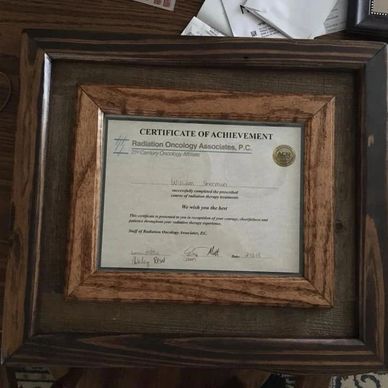 CERTIFICATE OF ACHIEVEMENT
Radiation Oncology Associates, P.C.
21st Century Oncology Affiliate
William Sherman
successfully completed the prescribed
course of radiation therapy treatments
We wish you the best
This certificate is presented to you in recognition of your courage, cheerfulness and
patience throughout your radiation therapy experience.
Staff of Radiation Oncology Associates, P.C.
Date: